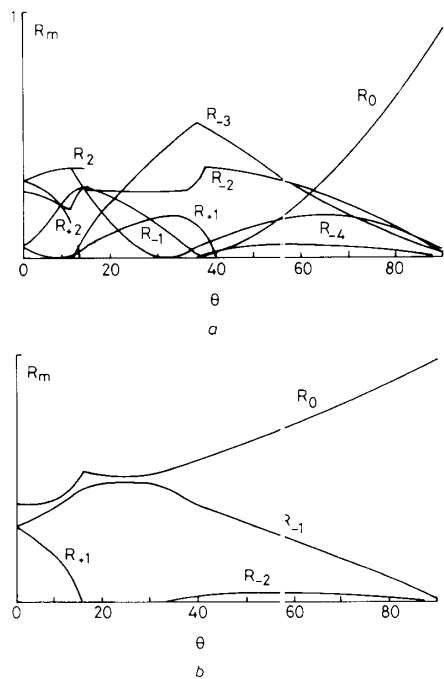 1
R_m
R_0
R_-3
R_2
R_-2
R_+2
R_-1
R_+1
R_-4
0 20 40 60 80
θ
a
R_m
R_0
R_-1
R_+1
R_-2
0 20 40 60 80
θ
b